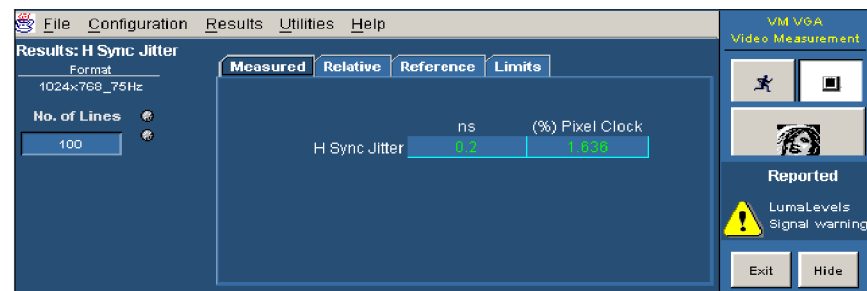 File Configuration Results Utilities Help
Results: H Sync Jitter
Format
1024x768_75Hz
No. of Lines
100
Measured Relative Reference Limits
ns (%) Pixel Clock
H Sync Jitter 0.2 1.636
VM VGA
Video Measurement
Reported
LumaLevels
Signal warning
Exit Hide